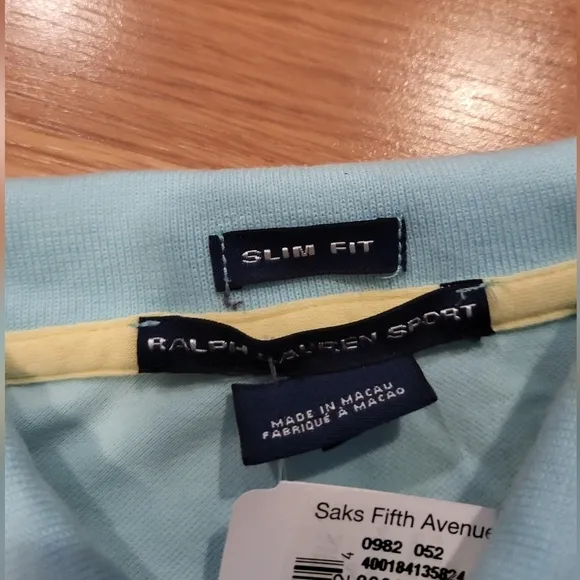 SLIM FIT
RALPH LAUREN SPORT
MADE IN MACAU
FABRIQUÉ À MACAO
Saks Fifth Avenue
0982 052
400184135824